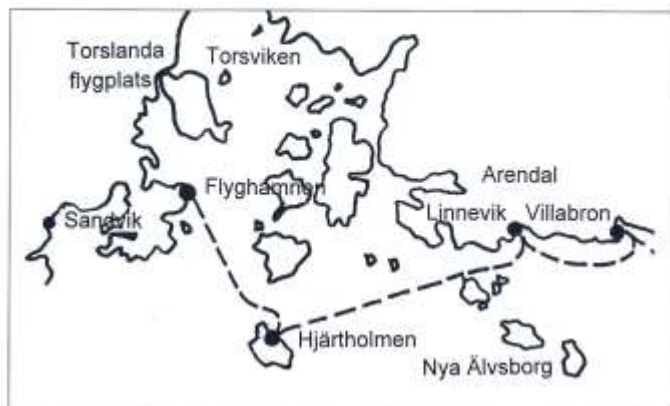 Torslanda
flygplats
Torsviken
Flyghamnen
Sandvik
Arendal
Linnevik
Villabron
Hjärtholmen
Nya Älvsborg